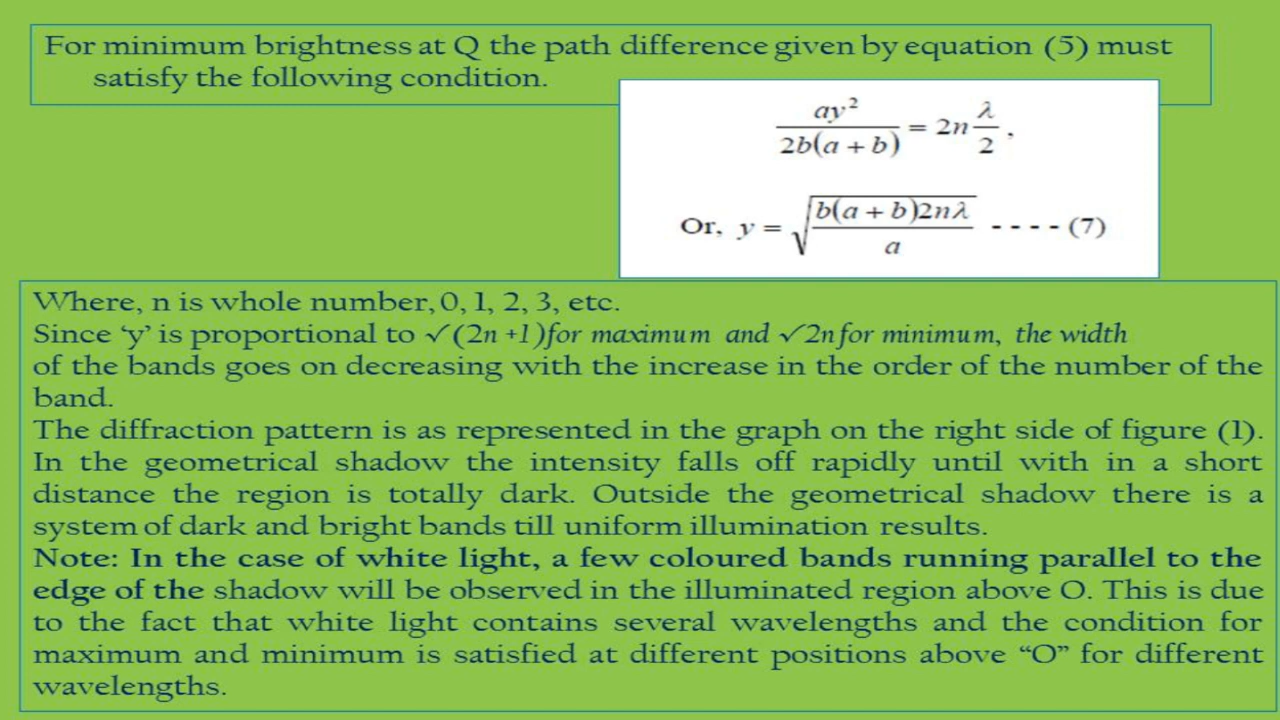 For minimum brightness at Q the path difference given by equation (5) must
satisfy the following condition.
ay²/2b(a + b) = 2n λ/2 ,
Or, y = √(b(a + b)2nλ/a) - - - - (7)
Where, n is whole number, 0, 1, 2, 3, etc.
Since ‘y’ is proportional to ✓(2n +1)for maximum and ✓2n for minimum, the width
of the bands goes on decreasing with the increase in the order of the number of the
band.
The diffraction pattern is as represented in the graph on the right side of figure (1).
In the geometrical shadow the intensity falls off rapidly until with in a short
distance the region is totally dark. Outside the geometrical shadow there is a
system of dark and bright bands till uniform illumination results.
Note: In the case of white light, a few coloured bands running parallel to the
edge of the shadow will be observed in the illuminated region above O. This is due
to the fact that white light contains several wavelengths and the condition for
maximum and minimum is satisfied at different positions above “O” for different
wavelengths.